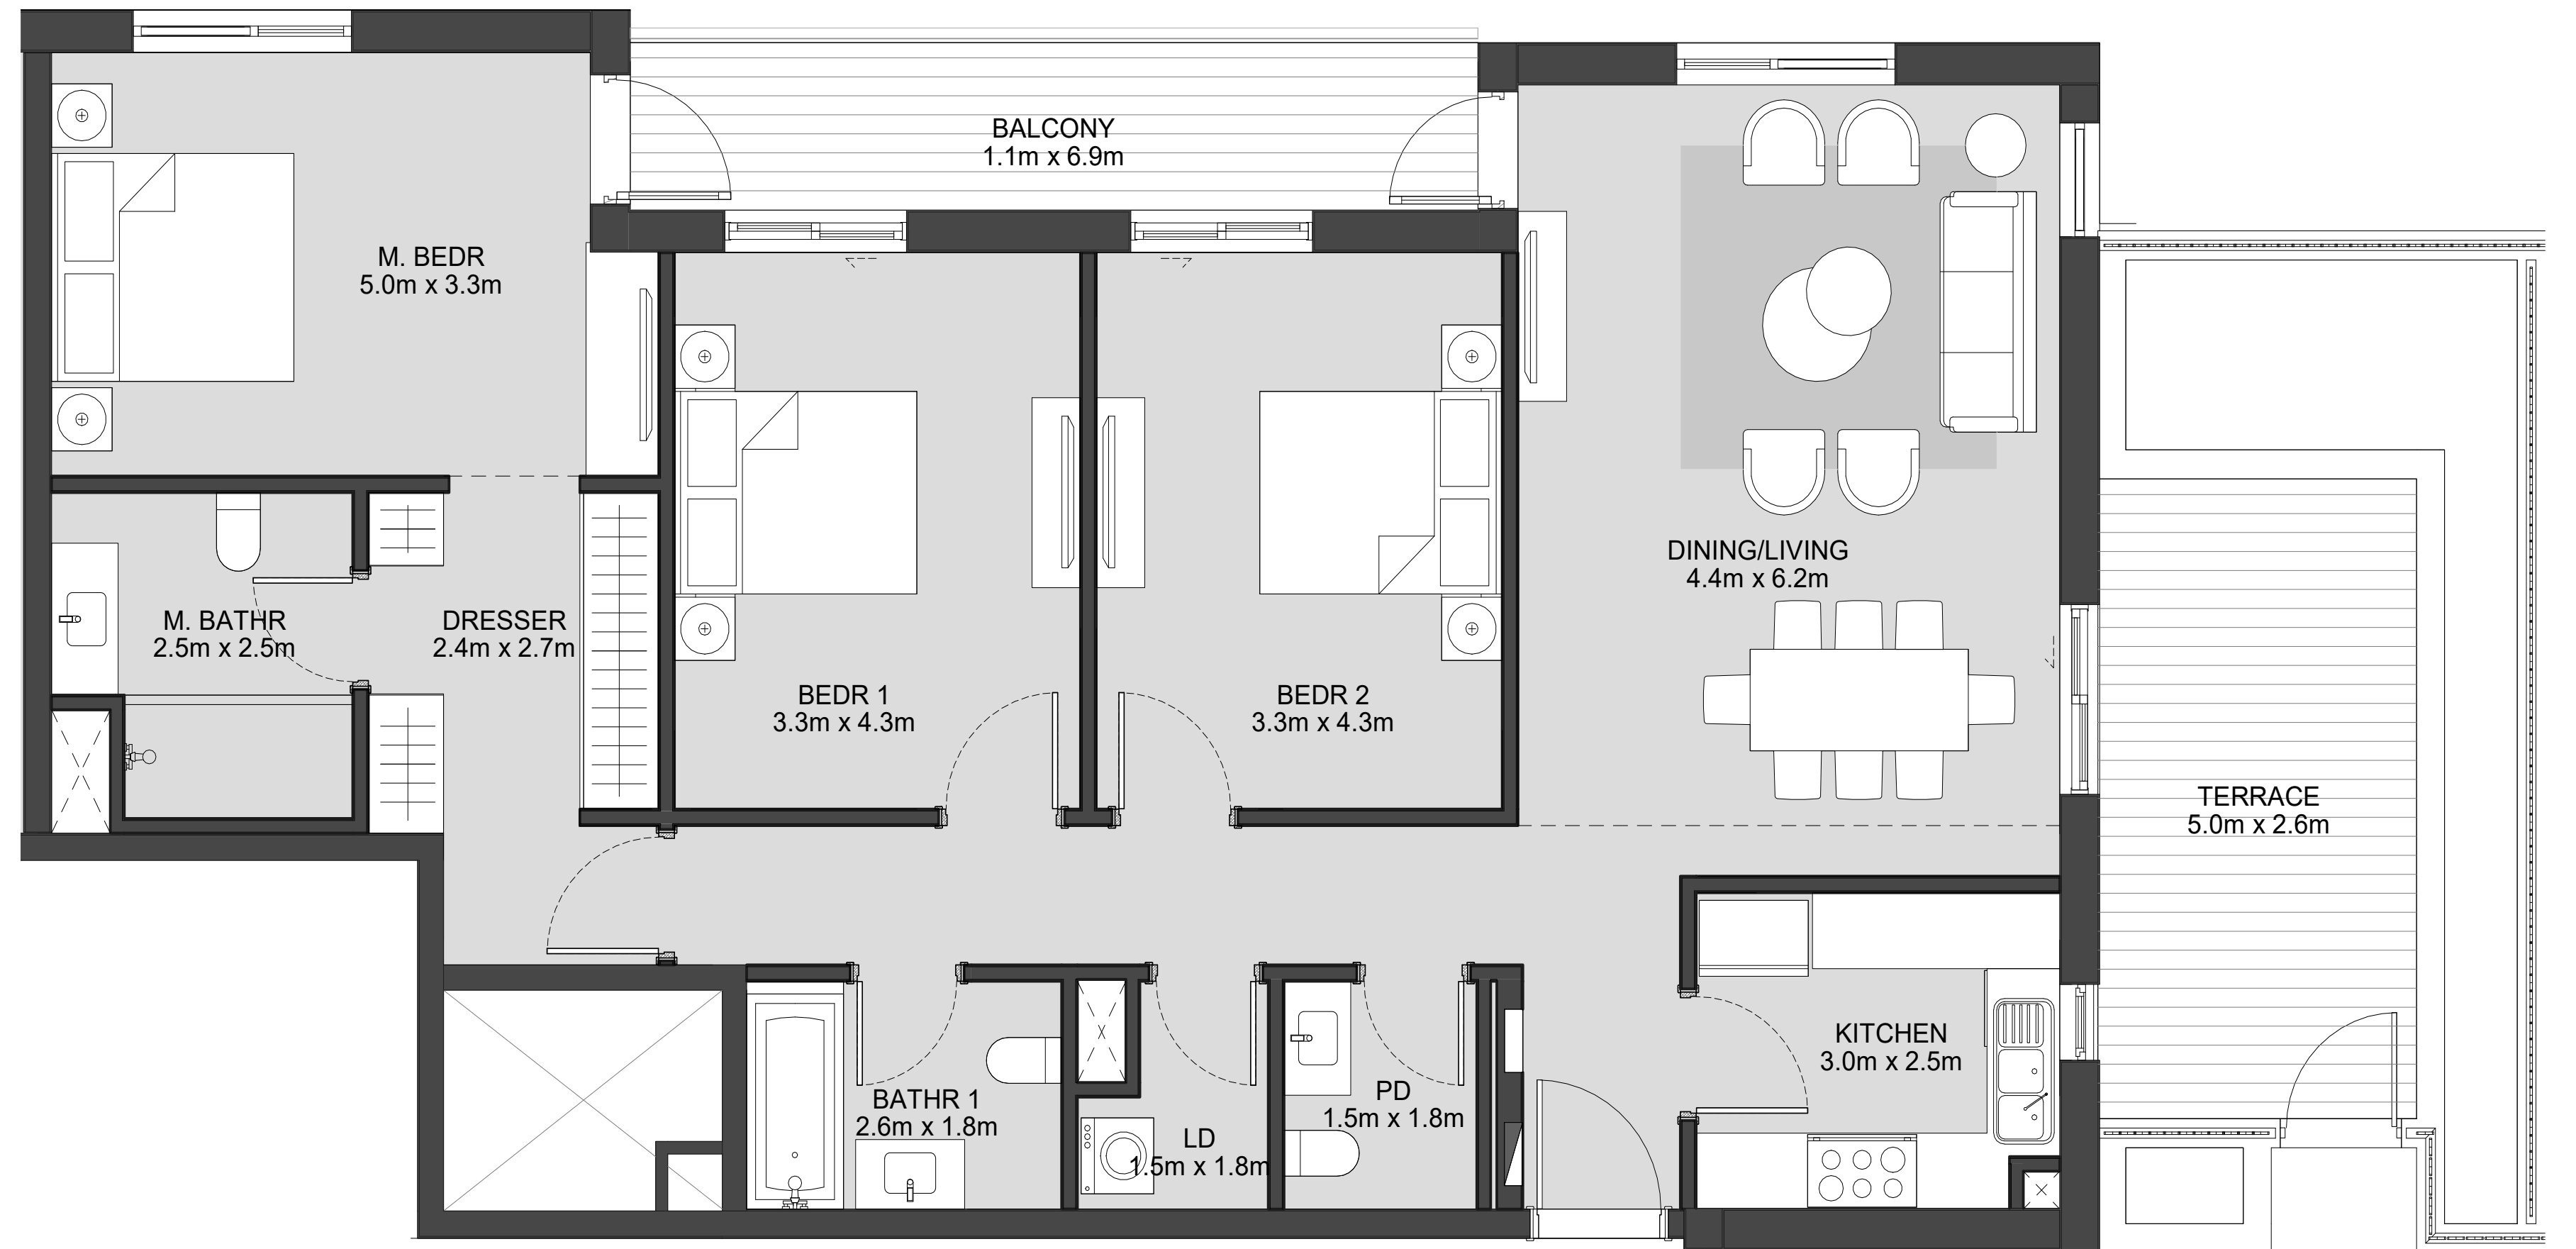 BALCONY
1.1m x 6.9m
M. BEDR
5.0m x 3.3m
DINING/LIVING
4.4m x 6.2m
M. BATHR
2.5m x 2.5m
DRESSER
2.4m x 2.7m
BEDR 1
3.3m x 4.3m
BEDR 2
3.3m x 4.3m
TERRACE
5.0m x 2.6m
KITCHEN
3.0m x 2.5m
BATHR 1
2.6m x 1.8m
PD
1.5m x 1.8m
LD
1.5m x 1.8m